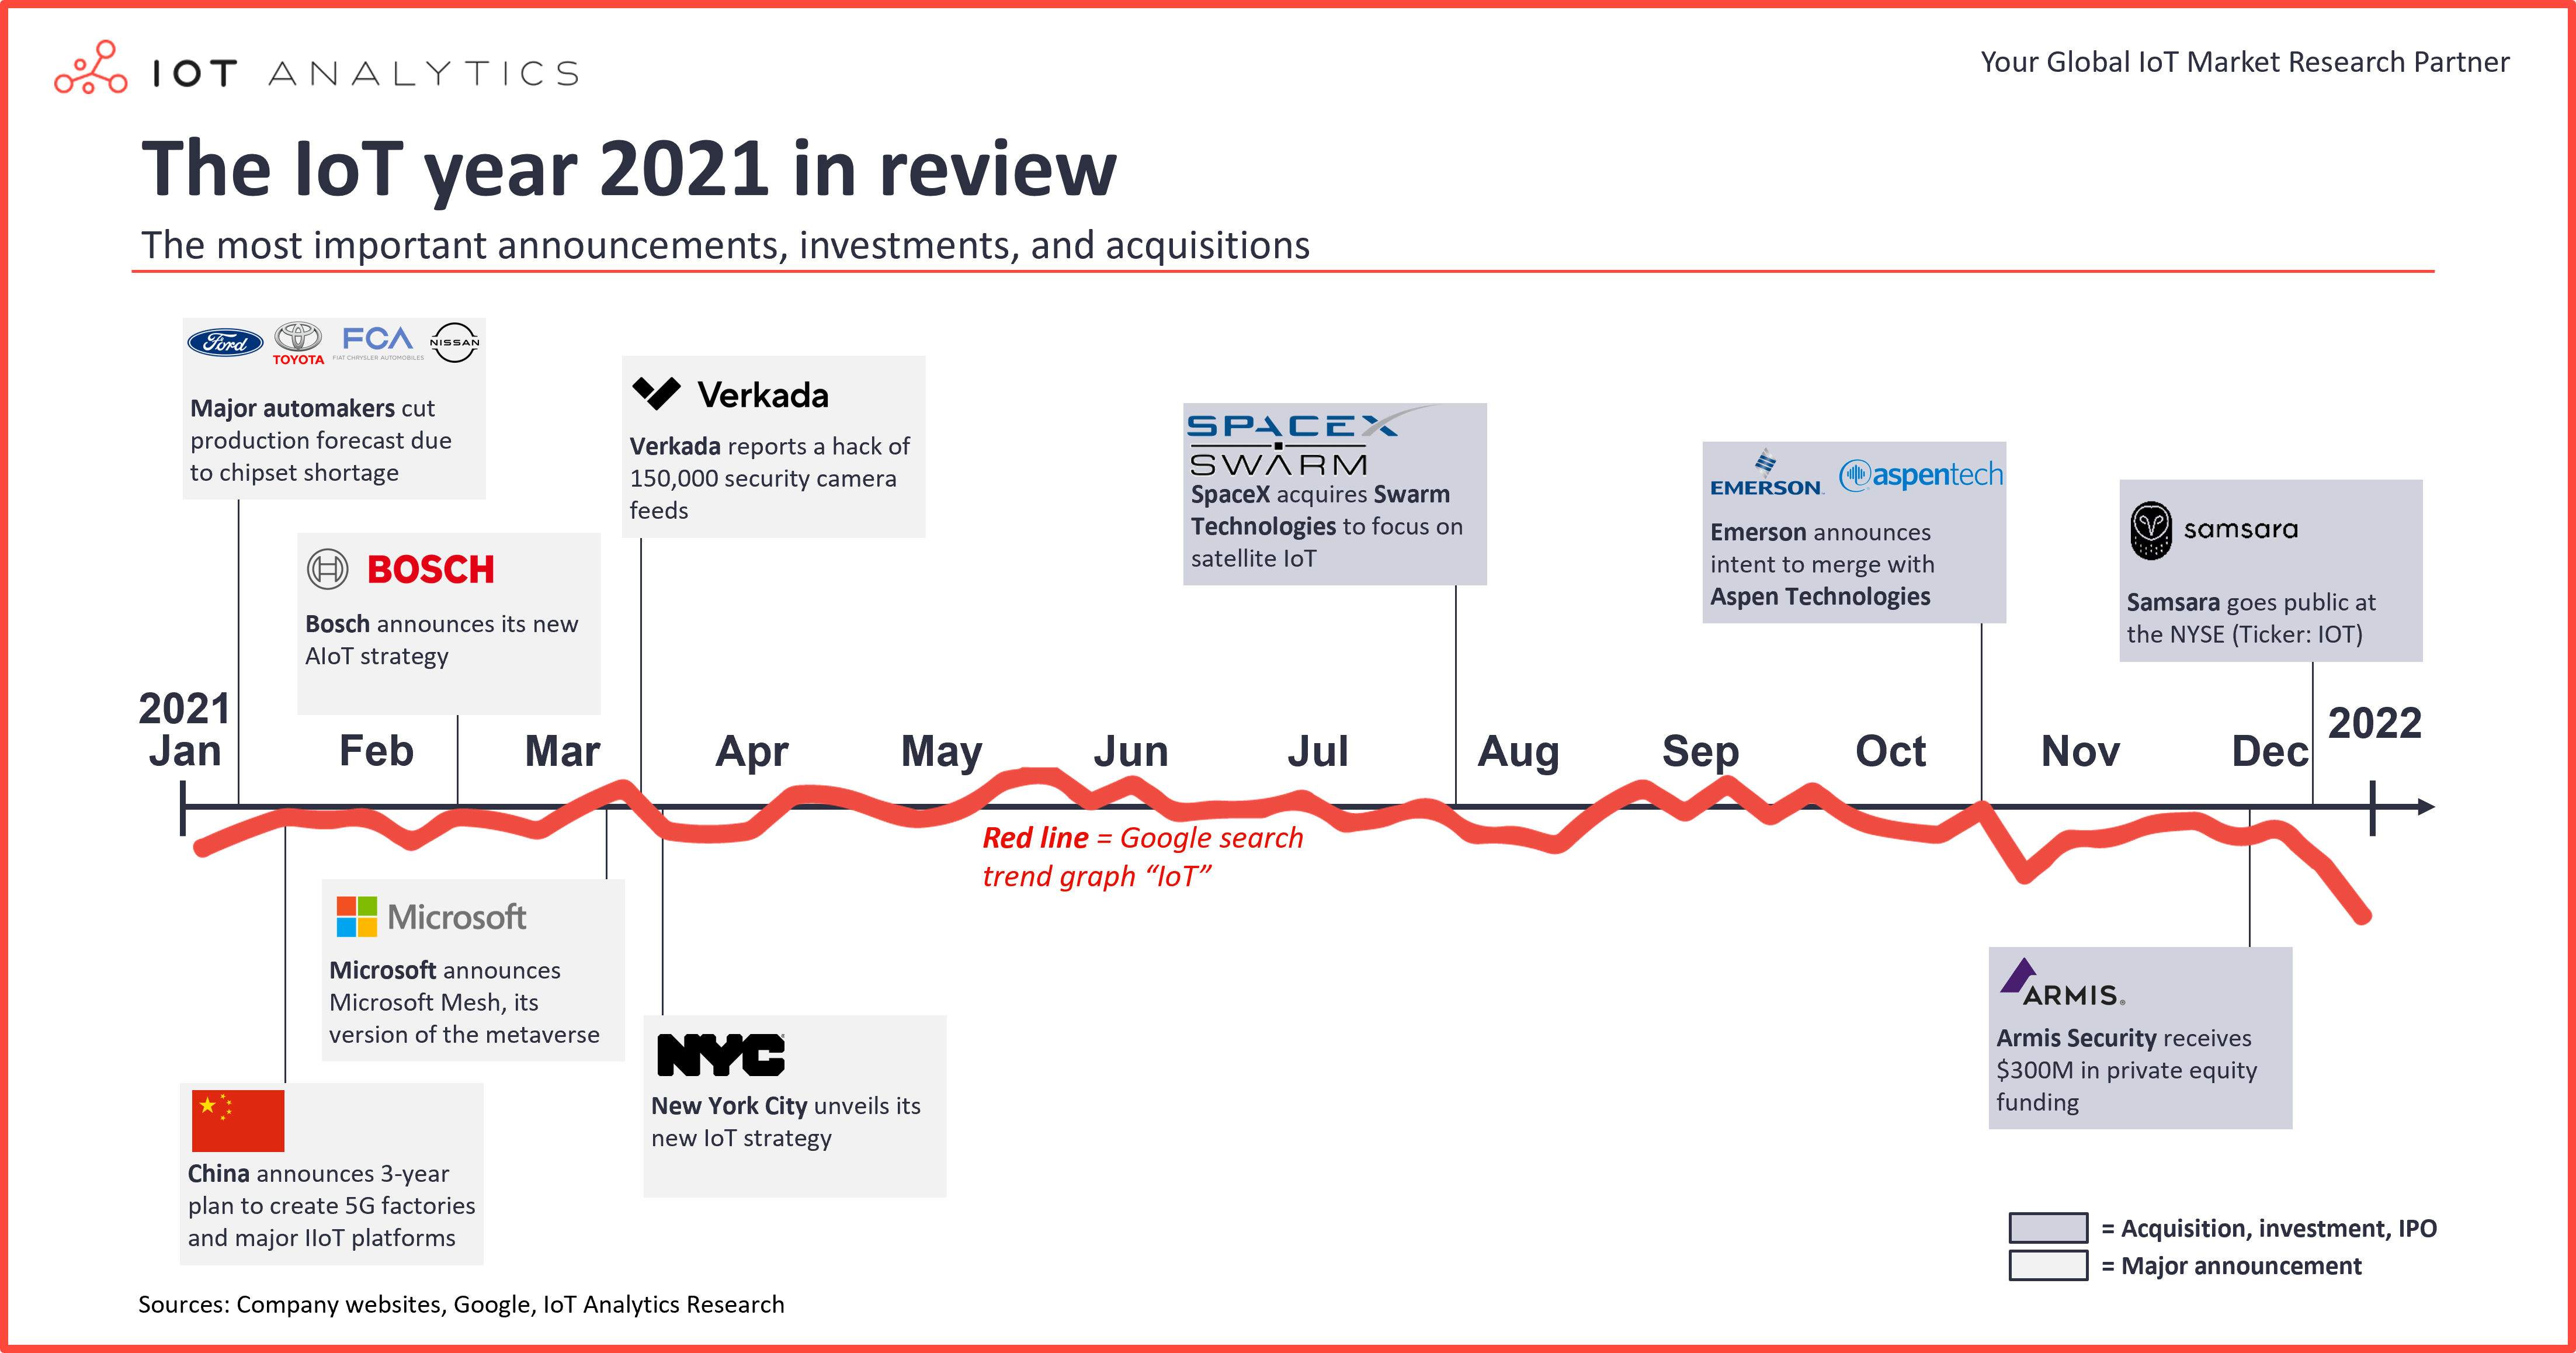 IOT ANALYTICS
Your Global IoT Market Research Partner
The IoT year 2021 in review
The most important announcements, investments, and acquisitions
Ford
TOYOTA
FCA
FIAT CHRYSLER AUTOMOBILES
NISSAN
Major automakers cut
production forecast due
to chipset shortage
BOSCH
Bosch announces its new
AIoT strategy
Verkada
Verkada reports a hack of
150,000 security camera
feeds
SPACEX
SWARM
SpaceX acquires Swarm
Technologies to focus on
satellite IoT
EMERSON
aspentech
Emerson announces
intent to merge with
Aspen Technologies
samsara
Samsara goes public at
the NYSE (Ticker: IOT)
2021
Jan
Feb
Mar
Apr
May
Jun
Jul
Aug
Sep
Oct
Nov
Dec
2022
Red line = Google search
trend graph “IoT”
Microsoft
Microsoft announces
Microsoft Mesh, its
version of the metaverse
China announces 3-year
plan to create 5G factories
and major IIoT platforms
NYC
New York City unveils its
new IoT strategy
ARMIS®
Armis Security receives
$300M in private equity
funding
= Acquisition, investment, IPO
= Major announcement
Sources: Company websites, Google, IoT Analytics Research